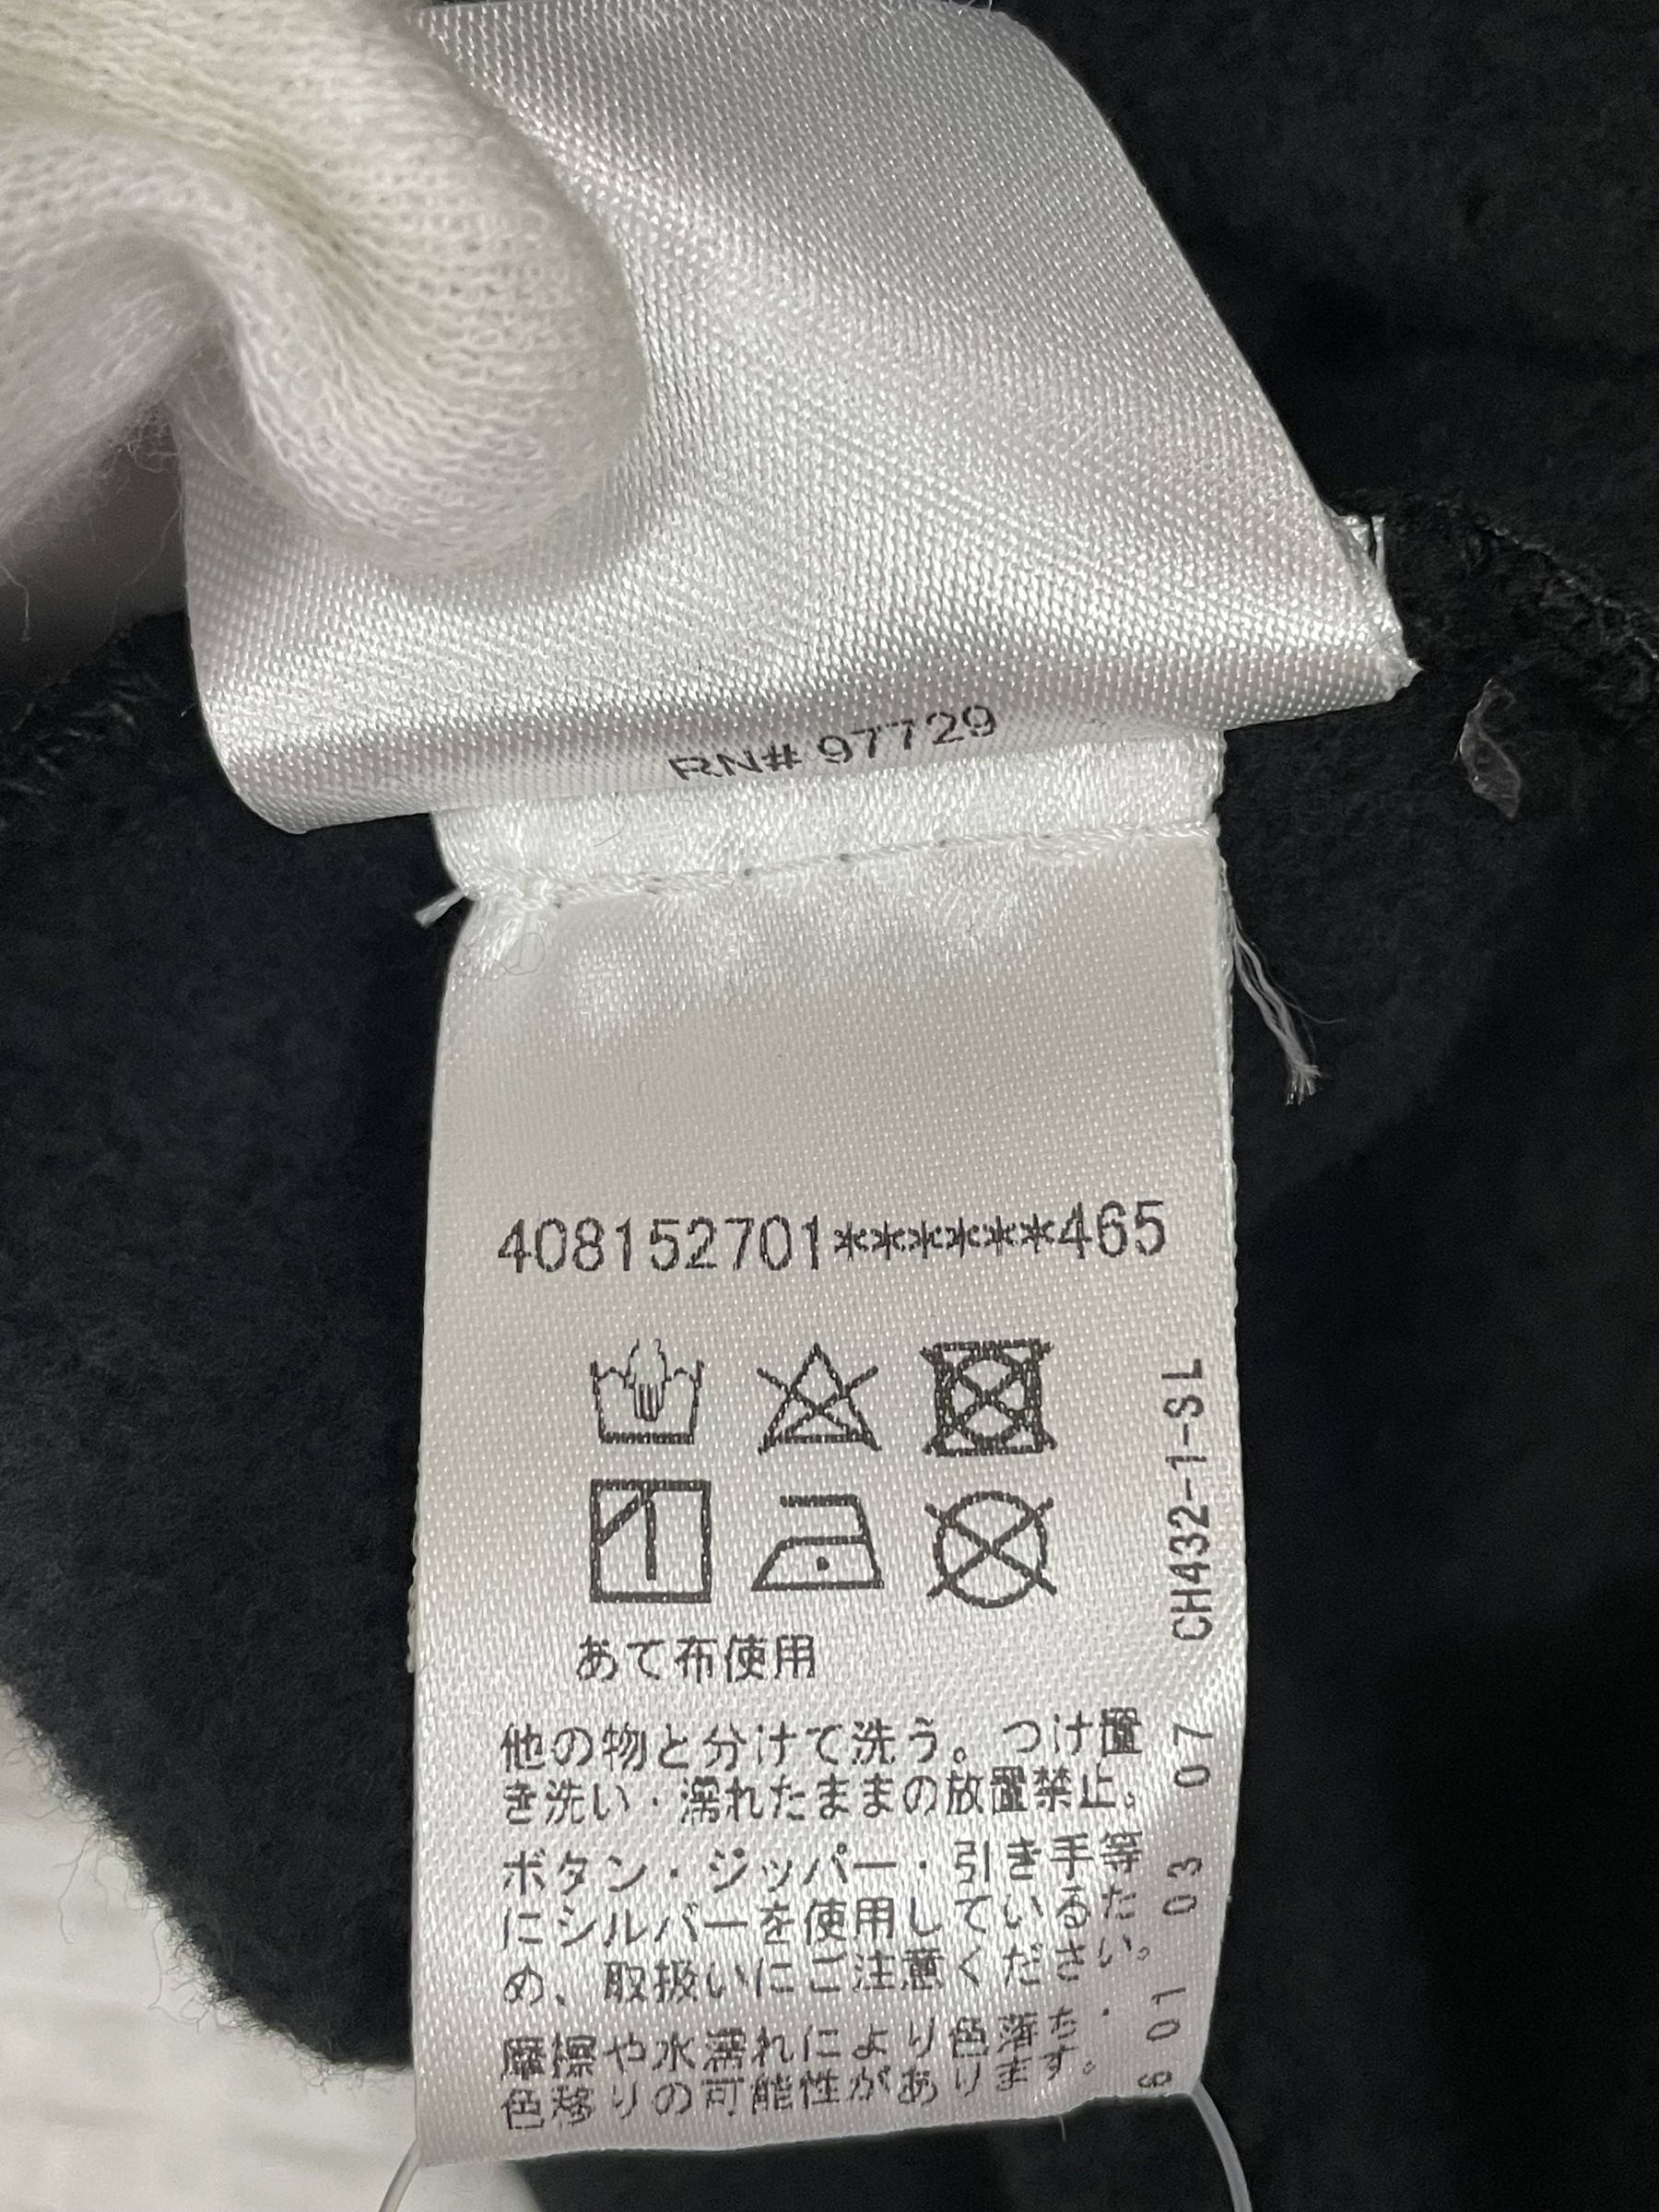 RN# 97729
408152701******465
CH432-1-SL
あて布使用
他の物と分けて洗う。つけ置
き洗い・濡れたままの放置禁止。
ボタン・ジッパー・引き手等
にシルバーを使用しているた
め、取扱いにご注意ください。
摩擦や水濡れにより色落ち・
色移りの可能性があります。
6 01 03 07